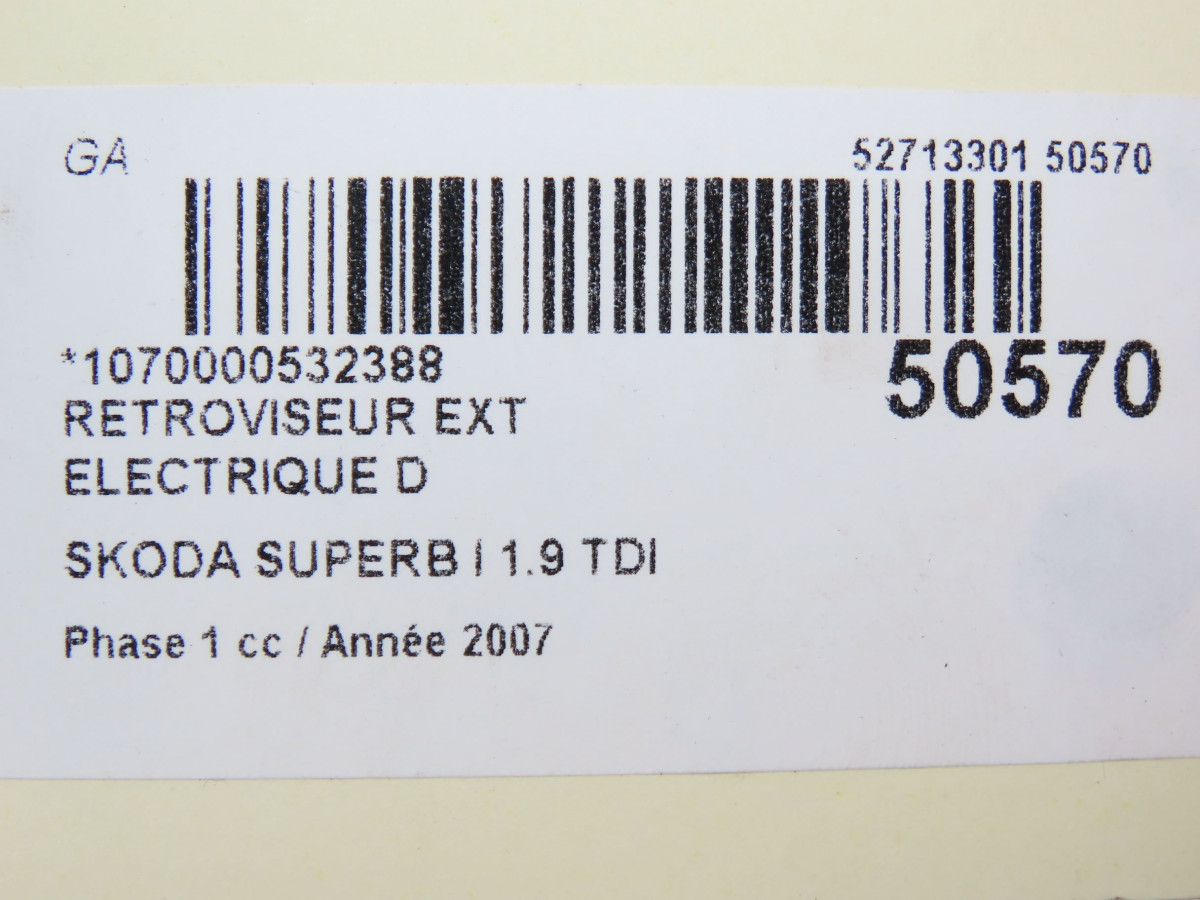 GA
52713301 50570
*1070000532388
50570
RETROVISEUR EXT
ELECTRIQUE D
SKODA SUPERB I 1.9 TDI
Phase 1 cc / Année 2007